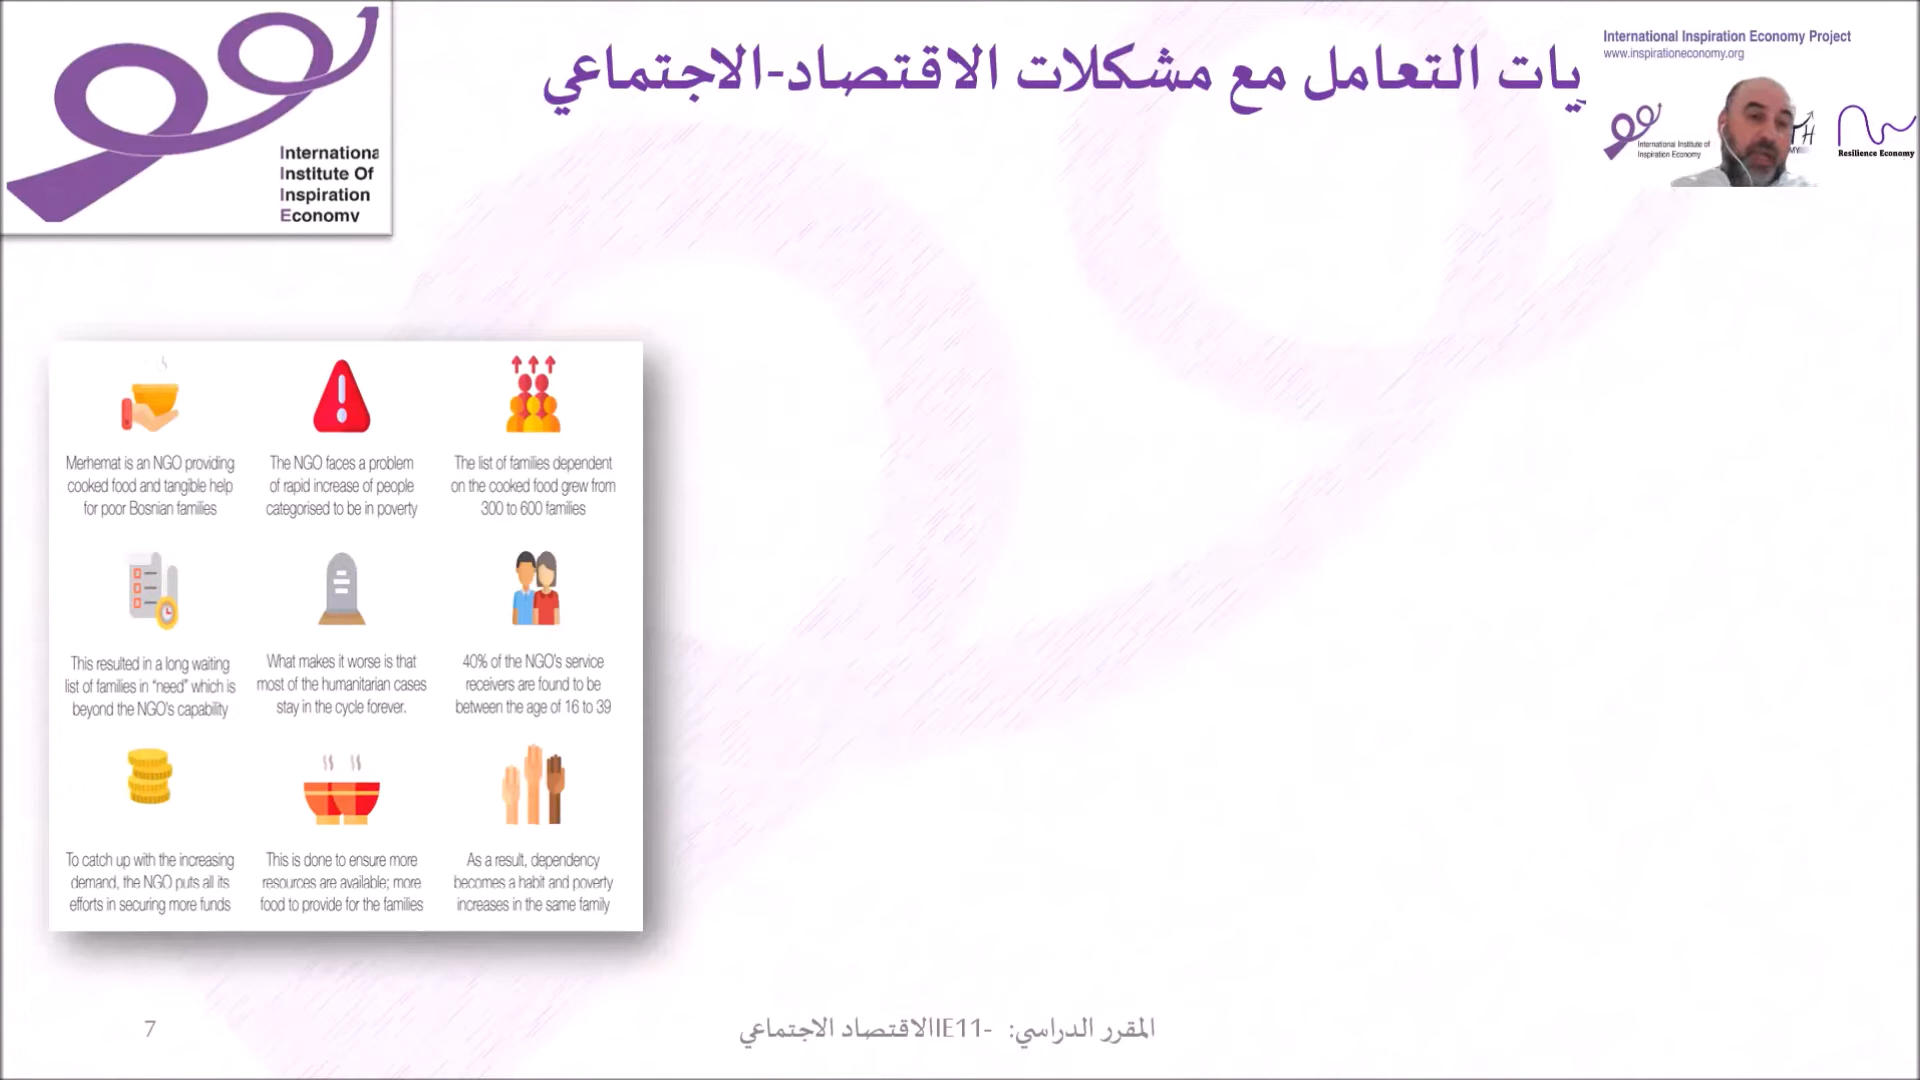 Internationa
Institute Of
Inspiration
Economy
يات التعامل مع مشكلات الاقتصاد-الاجتماعي
International Inspiration Economy Project
www.inspirationeconomy.org
International Institute of
Inspiration Economy
TH
Resilience Economy
Merhemat is an NGO providing
cooked food and tangible help
for poor Bosnian families
The NGO faces a problem
of rapid increase of people
categorised to be in poverty
The list of families dependent
on the cooked food grew from
300 to 600 families
This resulted in a long waiting
list of families in "need" which is
beyond the NGO's capability
What makes it worse is that
most of the humanitarian cases
stay in the cycle forever.
40% of the NGO's service
receivers are found to be
between the age of 16 to 39
To catch up with the increasing
demand, the NGO puts all its
efforts in securing more funds
This is done to ensure more
resources are available; more
food to provide for the families
As a result, dependency
becomes a habit and poverty
increases in the same family
7
المقرر الدراسي: -IE11الاقتصاد الاجتماعي